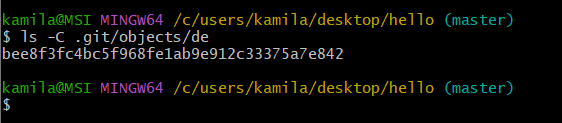 kamila@MSI MINGW64 /c/users/kamila/desktop/hello (master)
$ ls -C .git/objects/de
bee8f3fc4bc5f968fe1ab9e912c33375a7e842
kamila@MSI MINGW64 /c/users/kamila/desktop/hello (master)
$